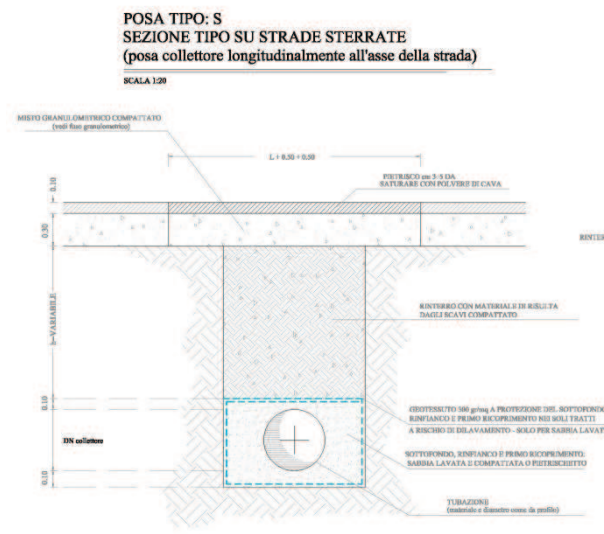 POSA TIPO: S
SEZIONE TIPO SU STRADE STERRATE
(posa collettore longitudinalmente all'asse della strada)
SCALA 1:20
MISTO GRANULOMETRICO COMPATTATO
(vedi fuso granulometrico)
L + 0.50 + 0.50
PIETRISCO cm 3-5 DA
SATURARE CON POLVERE DI CAVA
0.10
0.30
RINTER
h=VARIABILE
RINTERRO CON MATERIALE DI RISULTA
DAGLI SCAVI COMPATTATO
0.10
GEOTESSUTO 300 gr/mq A PROTEZIONE DEL SOTTOFONDO
RINFIANCO E PRIMO RICOPRIMENTO NEI SOLI TRATTI
A RISCHIO DI DILAVAMENTO - SOLO PER SABBIA LAVAT
DN collettore
SOTTOFONDO, RINFIANCO E PRIMO RICOPRIMENTO:
SABBIA LAVATA E COMPATTATA O PIETRISCHETTO
0.10
TUBAZIONE
(materiale e diametro come da profilo)